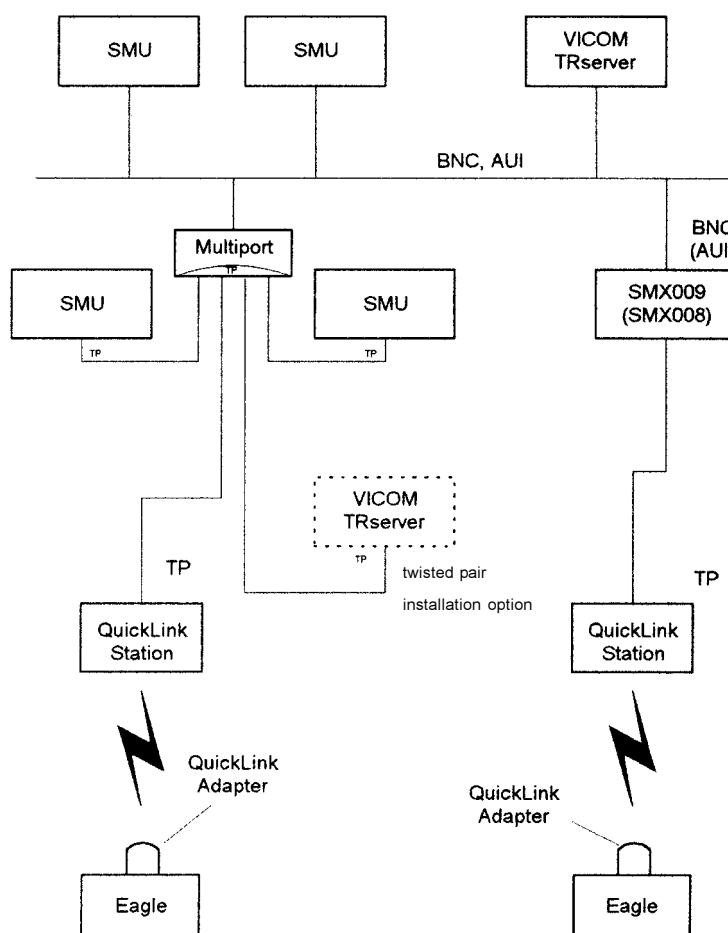 SMU
SMU
VICOM
TRserver
BNC, AUI
Multiport
TP
BNC
(AUI
SMU
SMU
SMX009
(SMX008)
TP
TP
VICOM
TRserver
TP
twisted pair
installation option
TP
TP
QuickLink
Station
QuickLink
Station
QuickLink
Adapter
QuickLink
Adapter
Eagle
Eagle